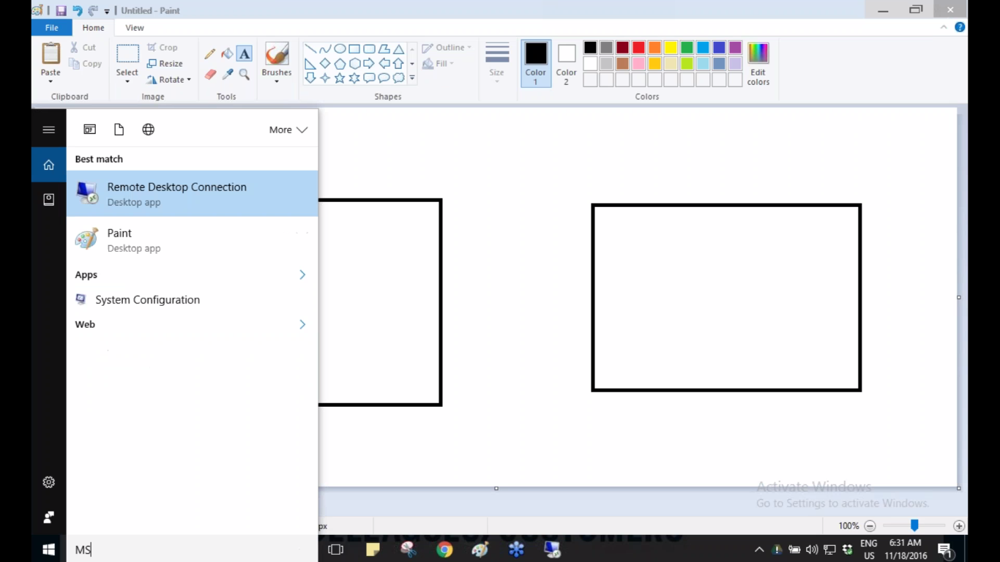 Untitled - Paint
File Home View
Paste
Cut
Copy
Clipboard
Select
Crop
Resize
Rotate
Image
A
Tools
Brushes
Shapes
Outline
Fill
Size
Color
1
Color
2
Edit
colors
Colors
More
Best match
Remote Desktop Connection
Desktop app
Paint
Desktop app
Apps
System Configuration
Web
Activate Windows
Go to Settings to activate Windows.
px
100%
CUSTOMERS
MS
ENG
US
6:31 AM
11/18/2016
1